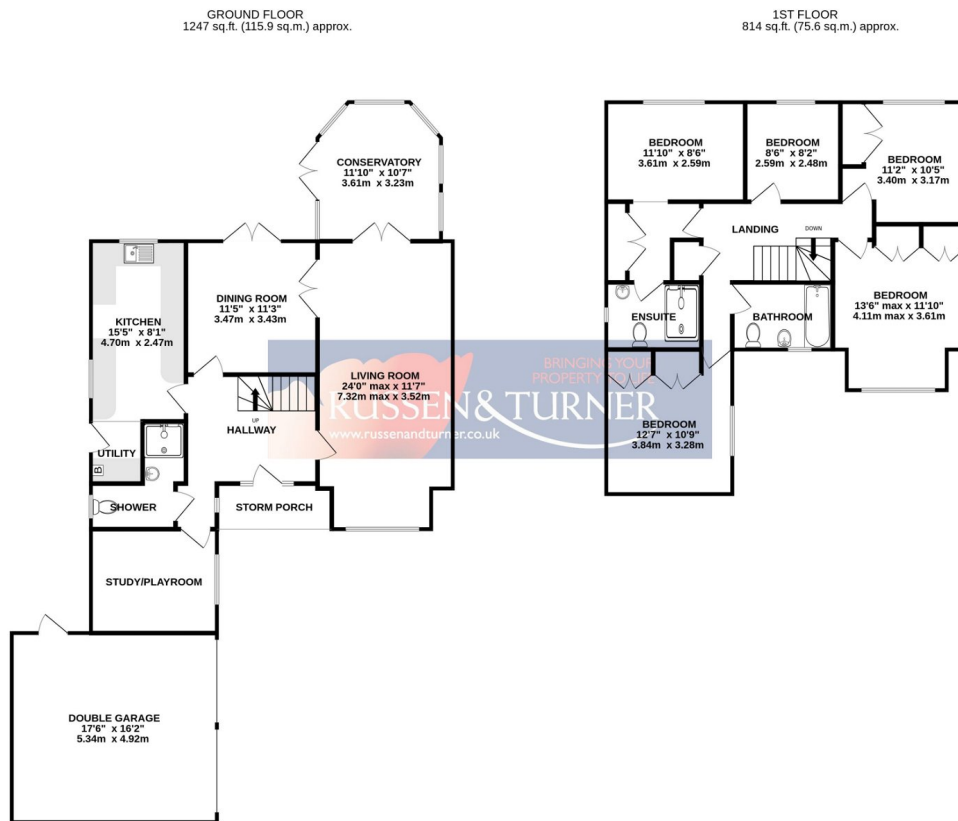 GROUND FLOOR
1247 sq.ft. (115.9 sq.m.) approx.
1ST FLOOR
814 sq.ft. (75.6 sq.m.) approx.
CONSERVATORY
11'10" x 10'7"
3.61m x 3.23m
KITCHEN
15'5" x 8'1"
4.70m x 2.47m
DINING ROOM
11'5" x 11'3"
3.47m x 3.43m
LIVING ROOM
24'0" max x 11'7"
7.32m max x 3.52m
UP
HALLWAY
UTILITY
B
SHOWER
STORM PORCH
STUDY/PLAYROOM
DOUBLE GARAGE
17'6" x 16'2"
5.34m x 4.92m
BEDROOM
11'10" x 8'6"
3.61m x 2.59m
BEDROOM
8'6" x 8'2"
2.59m x 2.48m
BEDROOM
11'2" x 10'5"
3.40m x 3.17m
LANDING
DOWN
ENSUITE
BATHROOM
BEDROOM
13'6" max x 11'10"
4.11m max x 3.61m
BEDROOM
12'7" x 10'9"
3.84m x 3.28m
BRINGING YOUR
PROPERTY TO LIFE
RUSSEN & TURNER
www.russenandturner.co.uk